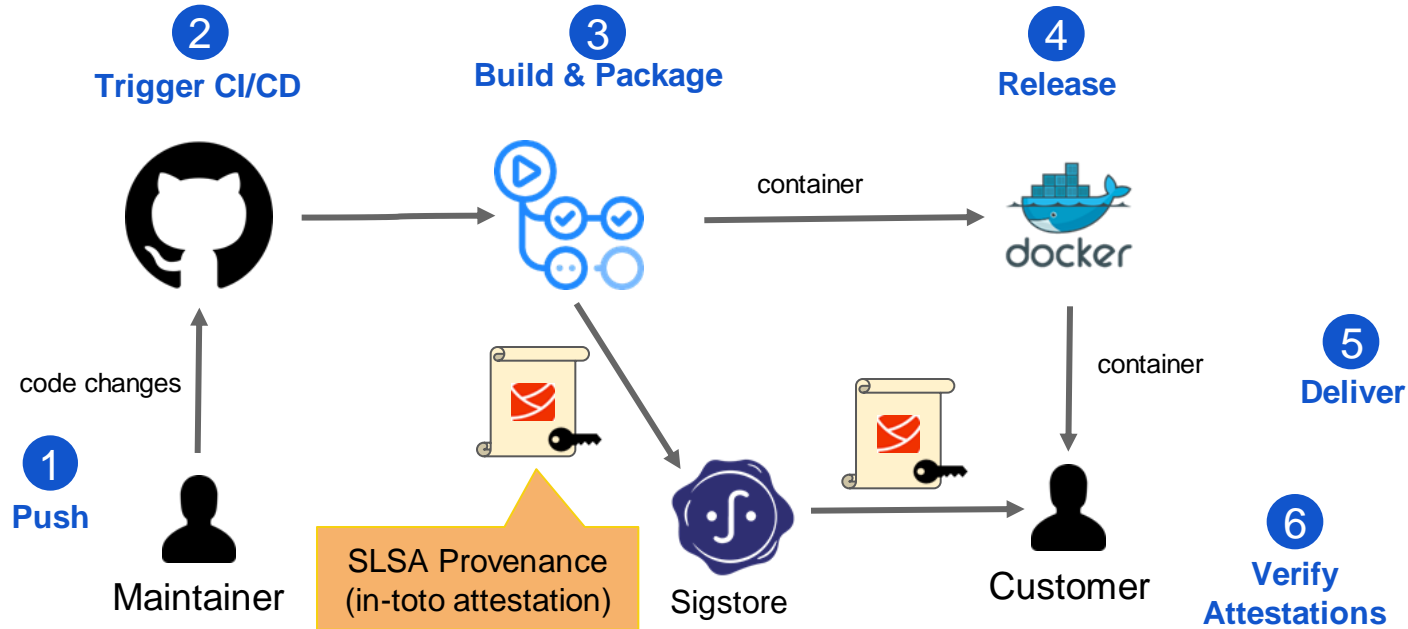 2
Trigger CI/CD
3
Build & Package
4
Release
container
docker
code changes
1
Push
container
5
Deliver
SLSA Provenance
(in-toto attestation)
Maintainer
Sigstore
Customer
6
Verify
Attestations